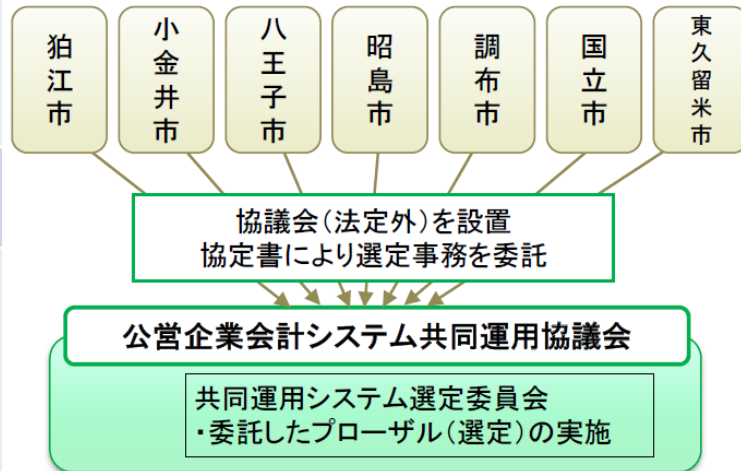 狛江市
小金井市
八王子市
昭島市
調布市
国立市
東久留米市
協議会(法定外)を設置
協定書により選定事務を委託
公営企業会計システム共同運用協議会
共同運用システム選定委員会
・委託したプローザル(選定)の実施